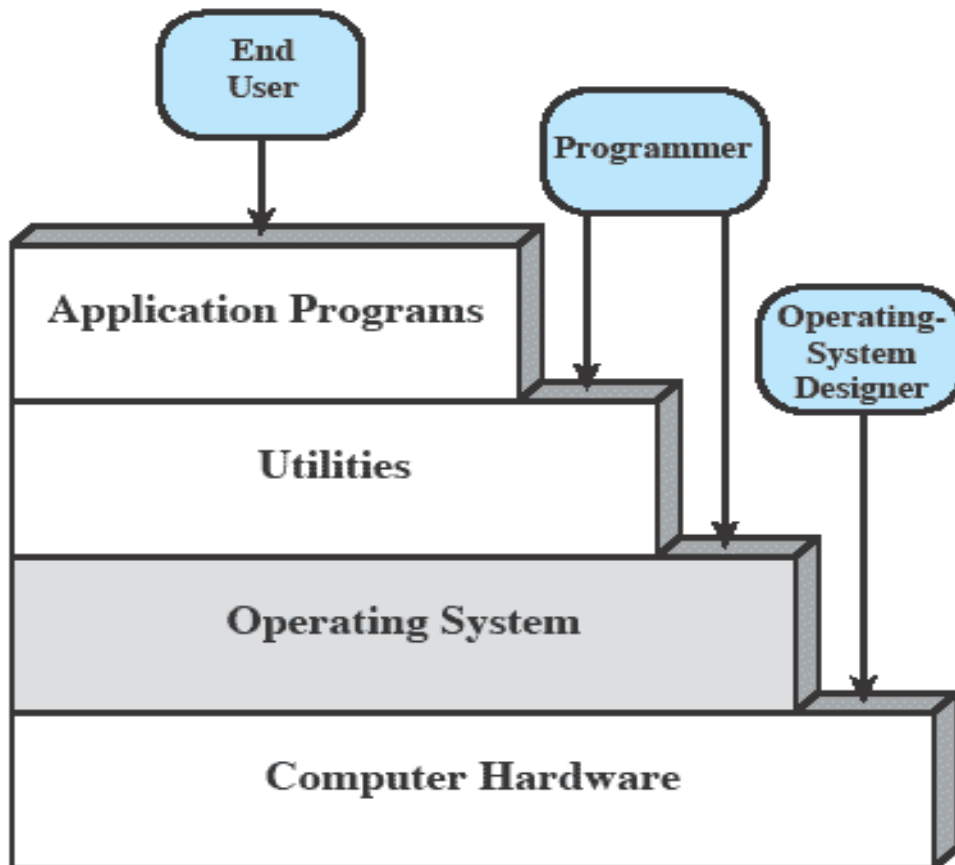 End
User
Programmer
Application Programs
Operating-
System
Designer
Utilities
Operating System
Computer Hardware